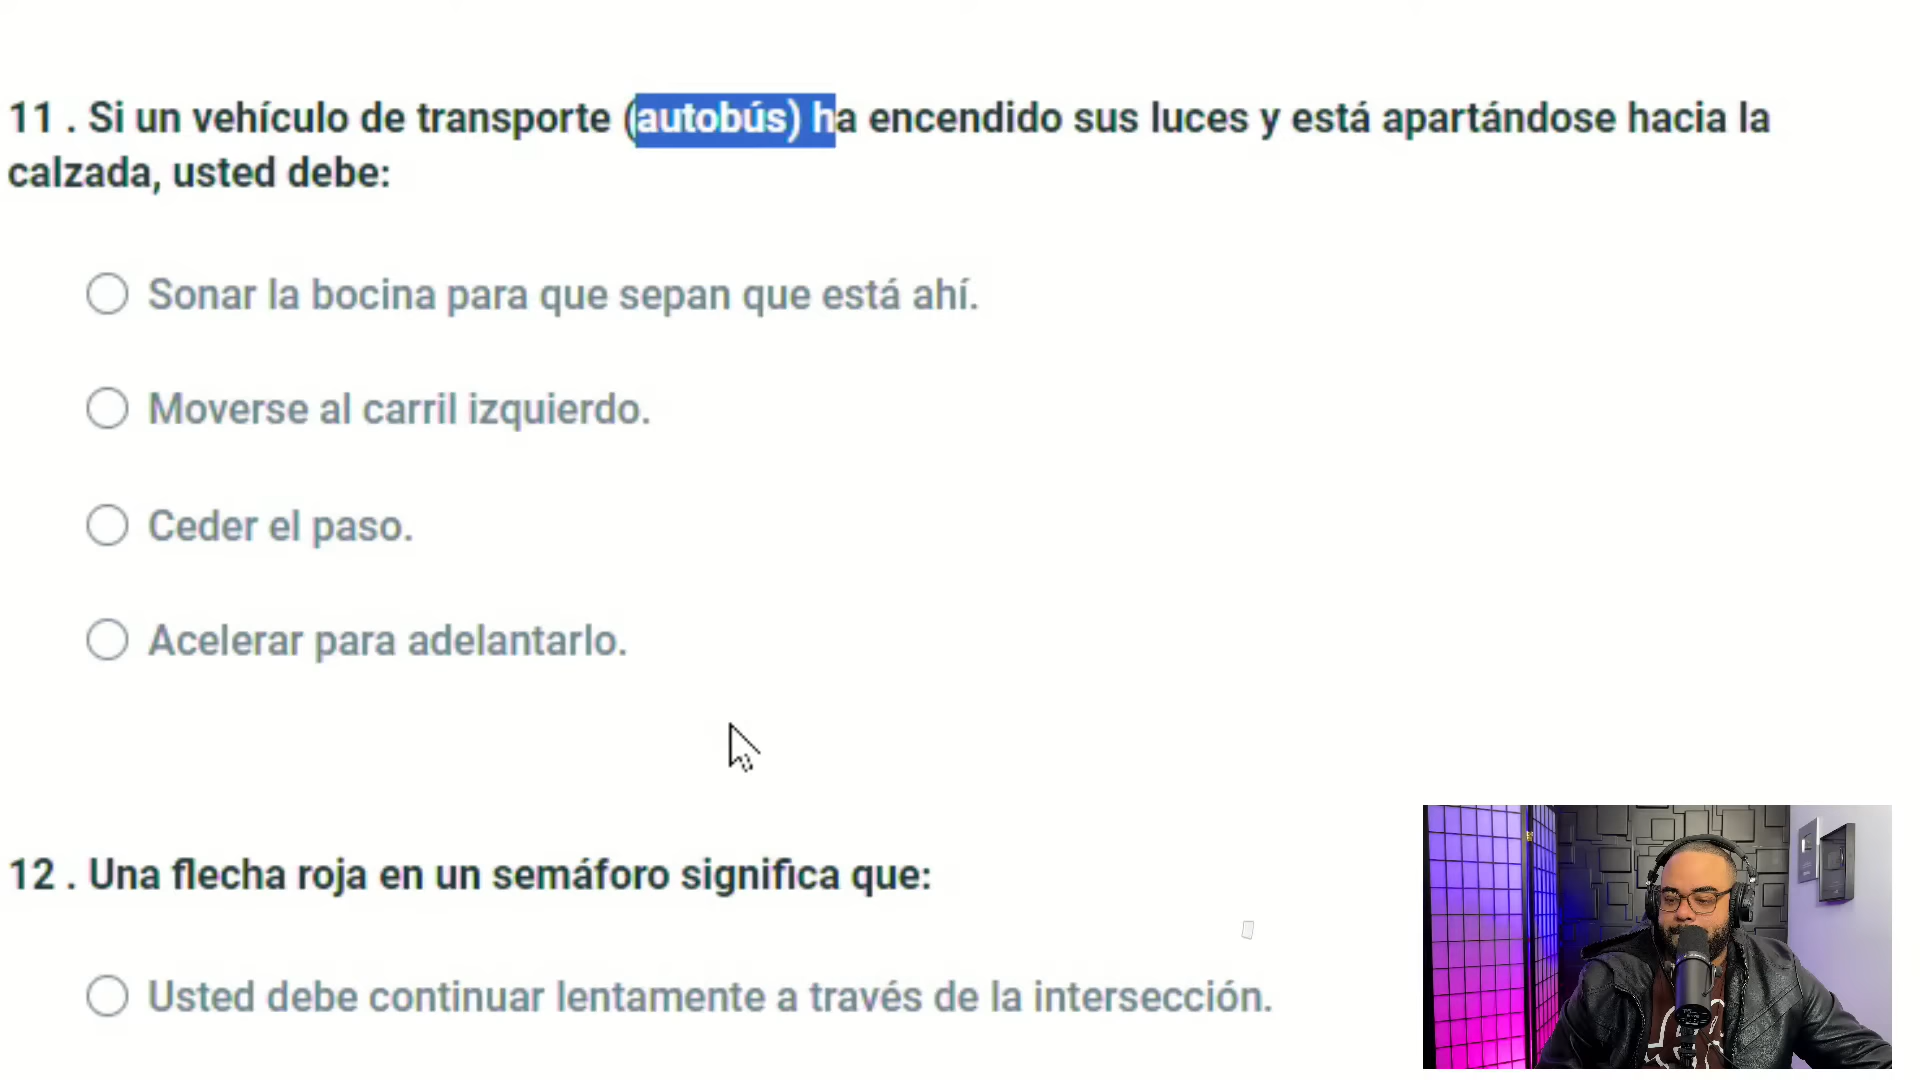 11 . Si un vehículo de transporte (autobús) ha encendido sus luces y está apartándose hacia la
calzada, usted debe:
Sonar la bocina para que sepan que está ahí.
Moverse al carril izquierdo.
Ceder el paso.
Acelerar para adelantarlo.
12 . Una flecha roja en un semáforo significa que:
Usted debe continuar lentamente a través de la intersección.